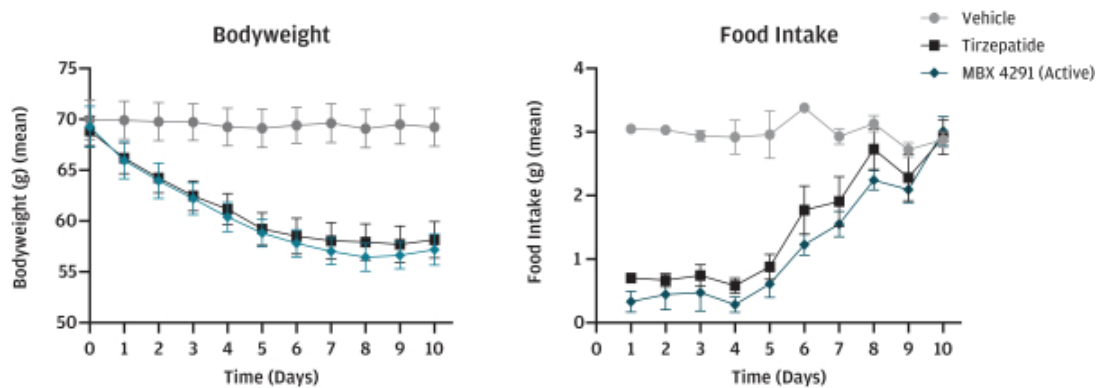 Bodyweight
Bodyweight (g) (mean)
75
70
65
60
55
50
0 1 2 3 4 5 6 7 8 9 10
Time (Days)
Food Intake
Food Intake (g) (mean)
4
3
2
1
0
0 1 2 3 4 5 6 7 8 9 10
Time (Days)
Vehicle
Tirzepatide
MBX 4291 (Active)